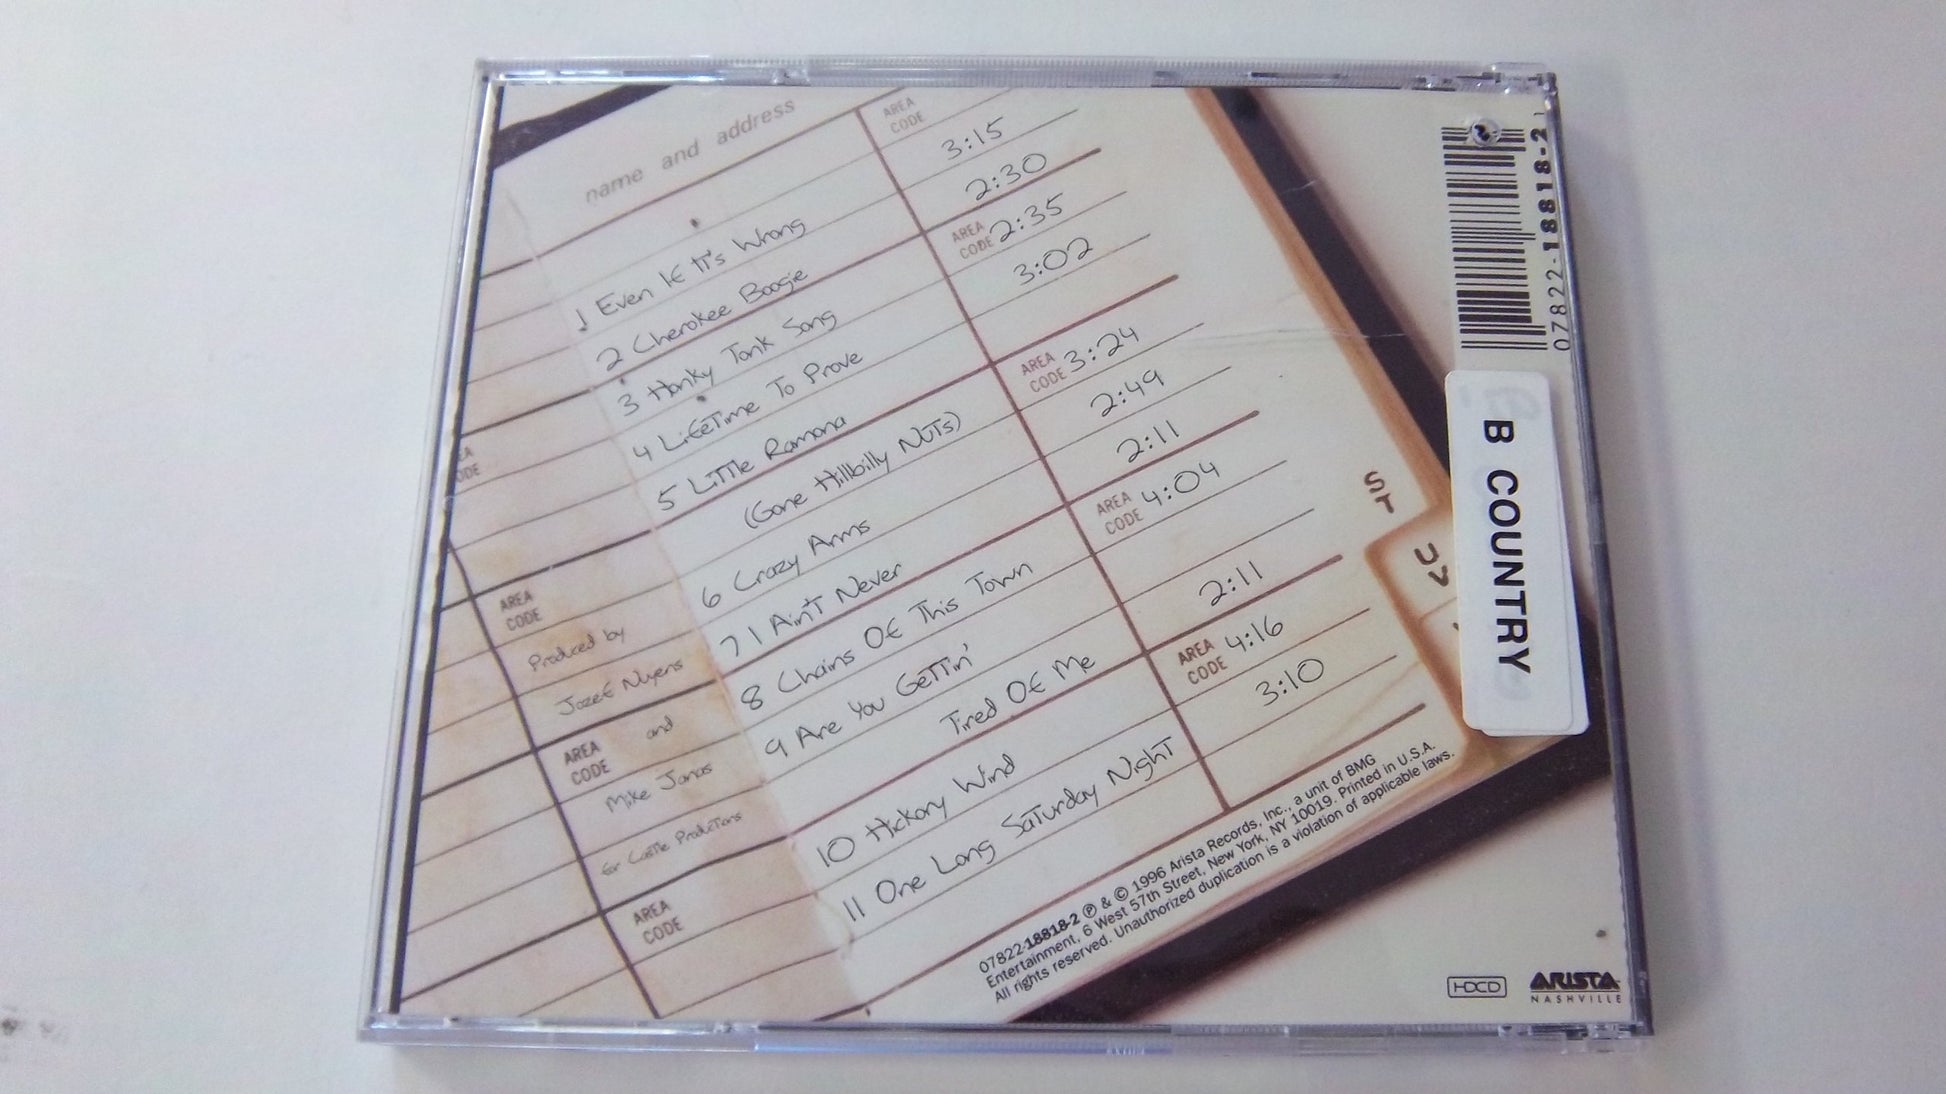 name and address
AREA
CODE
1 Even If It's Wrong 3:15
2 Cherokee Boogie 2:30
AREA
CODE
3 Honky Tonk Song 2:35
4 Lifetime To Prove 3:02
5 Little Ramona
(Gone Hillbilly Nuts) 3:24
AREA
CODE
6 Crazy Arms 2:49
7 I Ain't Never 2:11
AREA
CODE
8 Chains Of This Town 4:04
9 Are You Gettin'
Tired Of Me 2:11
AREA
CODE
10 Hickory Wind 4:16
11 One Long Saturday Night 3:10
AREA
CODE
Produced by
Jozef Nuyens
and
AREA
CODE
Mike Janas
for Castle Productions
AREA
CODE
S
T
U
V
07822-18818-2 Ⓟ & © 1996 Arista Records, Inc., a unit of BMG
Entertainment, 6 West 57th Street, New York, NY 10019. Printed in U.S.A.
All rights reserved. Unauthorized duplication is a violation of applicable laws.
07822-18818-2
B COUNTRY
HDCD
ARISTA
NASHVILLE